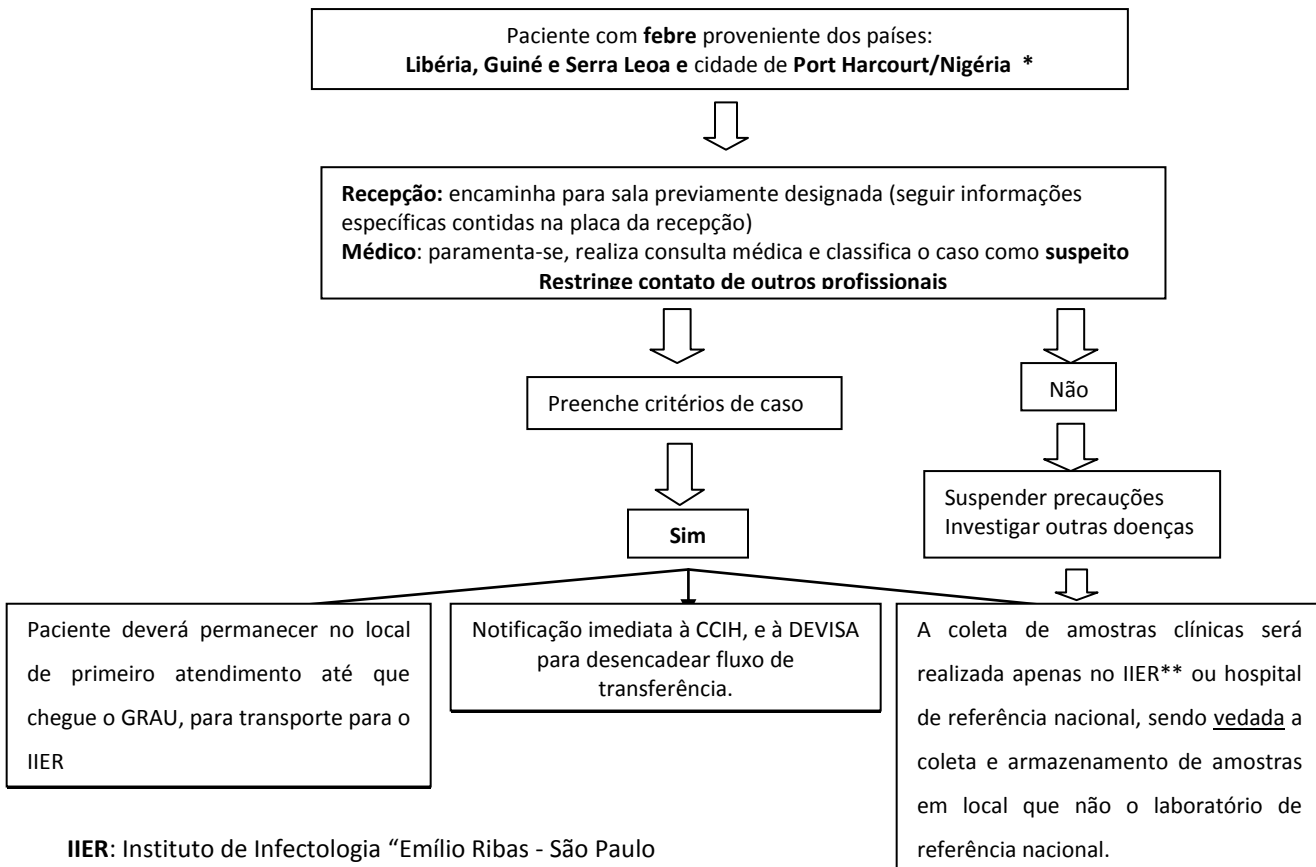 Paciente com febre proveniente dos países:
Libéria, Guiné e Serra Leoa e cidade de Port Harcourt/Nigéria *
Recepção: encaminha para sala previamente designada (seguir informações
específicas contidas na placa da recepção)
Médico: paramenta-se, realiza consulta médica e classifica o caso como suspeito
Restringe contato de outros profissionais
Preenche critérios de caso
Não
Sim
Suspender precauções
Investigar outras doenças
Paciente deverá permanecer no local
de primeiro atendimento até que
chegue o GRAU, para transporte para o
IIER
Notificação imediata à CCIH, e à DEVISA
para desencadear fluxo de
transferência.
A coleta de amostras clínicas será
realizada apenas no IIER** ou hospital
de referência nacional, sendo vedada a
coleta e armazenamento de amostras
em local que não o laboratório de
referência nacional.
IIER: Instituto de Infectologia “Emílio Ribas - São Paulo